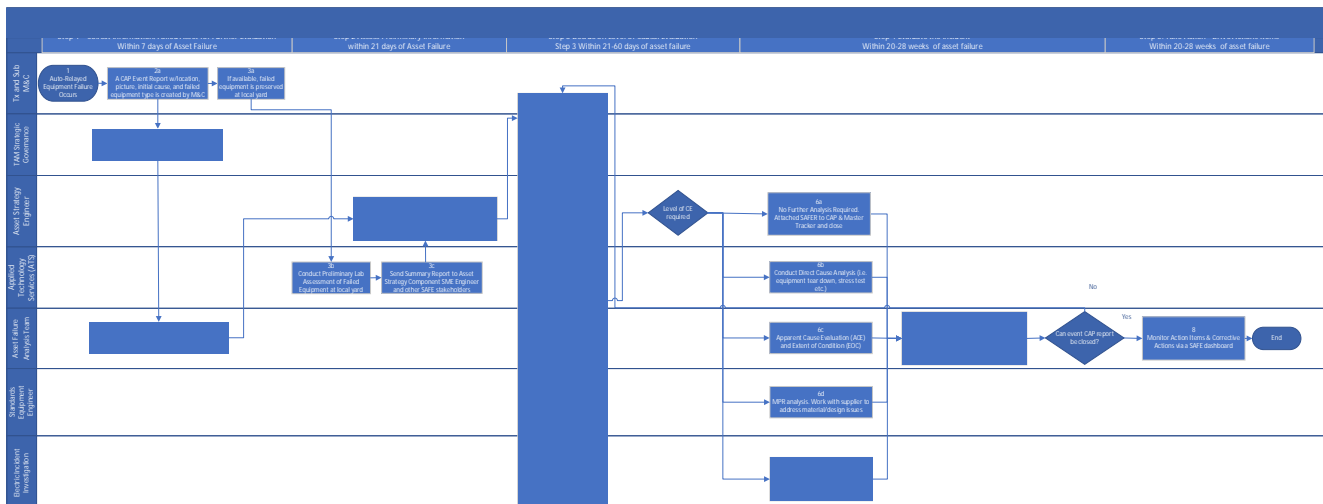 Within 7 days of Asset Failure
within 21 days of Asset Failure
Step 3 Within 21-60 days of asset failure
Within 20-28 weeks of asset failure
Within 20-28 weeks of asset failure
Tx and Sub
M&C
1
Auto-Relayed
Equipment Failure
Occurs
2a
A CAP Event Report w/location,
picture, initial cause, and failed
equipment type is created by M&C
3a
If available, failed
equipment is preserved
at local yard
TAM Strategic
Governance
Asset Strategy
Engineer
Level of CE
required
6a
No Further Analysis Required.
Attached SAFER to CAP & Master
Tracker and close
Applied
Technology
Services (ATS)
3b
Conduct Preliminary Lab
Assessment of Failed
Equipment at local yard
3c
Send Summary Report to Asset
Strategy Component SME Engineer
and other SAFE stakeholders
6b
Conduct Direct Cause Analysis (i.e.
equipment tear down, stress test
etc.)
No
Asset Failure
Analysis Team
6c
Apparent Cause Evaluation (ACE)
and Extent of Condition (EOC)
Can event CAP report
be closed?
Yes
8
Monitor Action Items & Corrective
Actions via a SAFE dashboard
End
Standards
Equipment
Engineer
6d
MPR analysis. Work with supplier to
address material/design issues
Electric Incident
Investigation